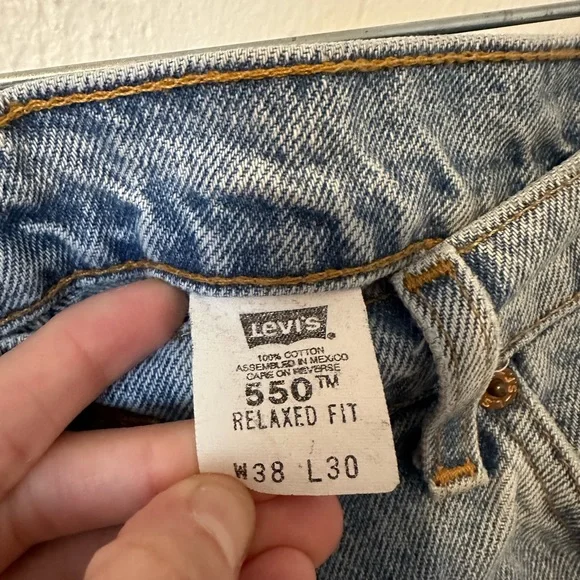 Levi's®
100% COTTON
ASSEMBLED IN MEXICO
CARE ON REVERSE
550™
RELAXED FIT
W38 L30